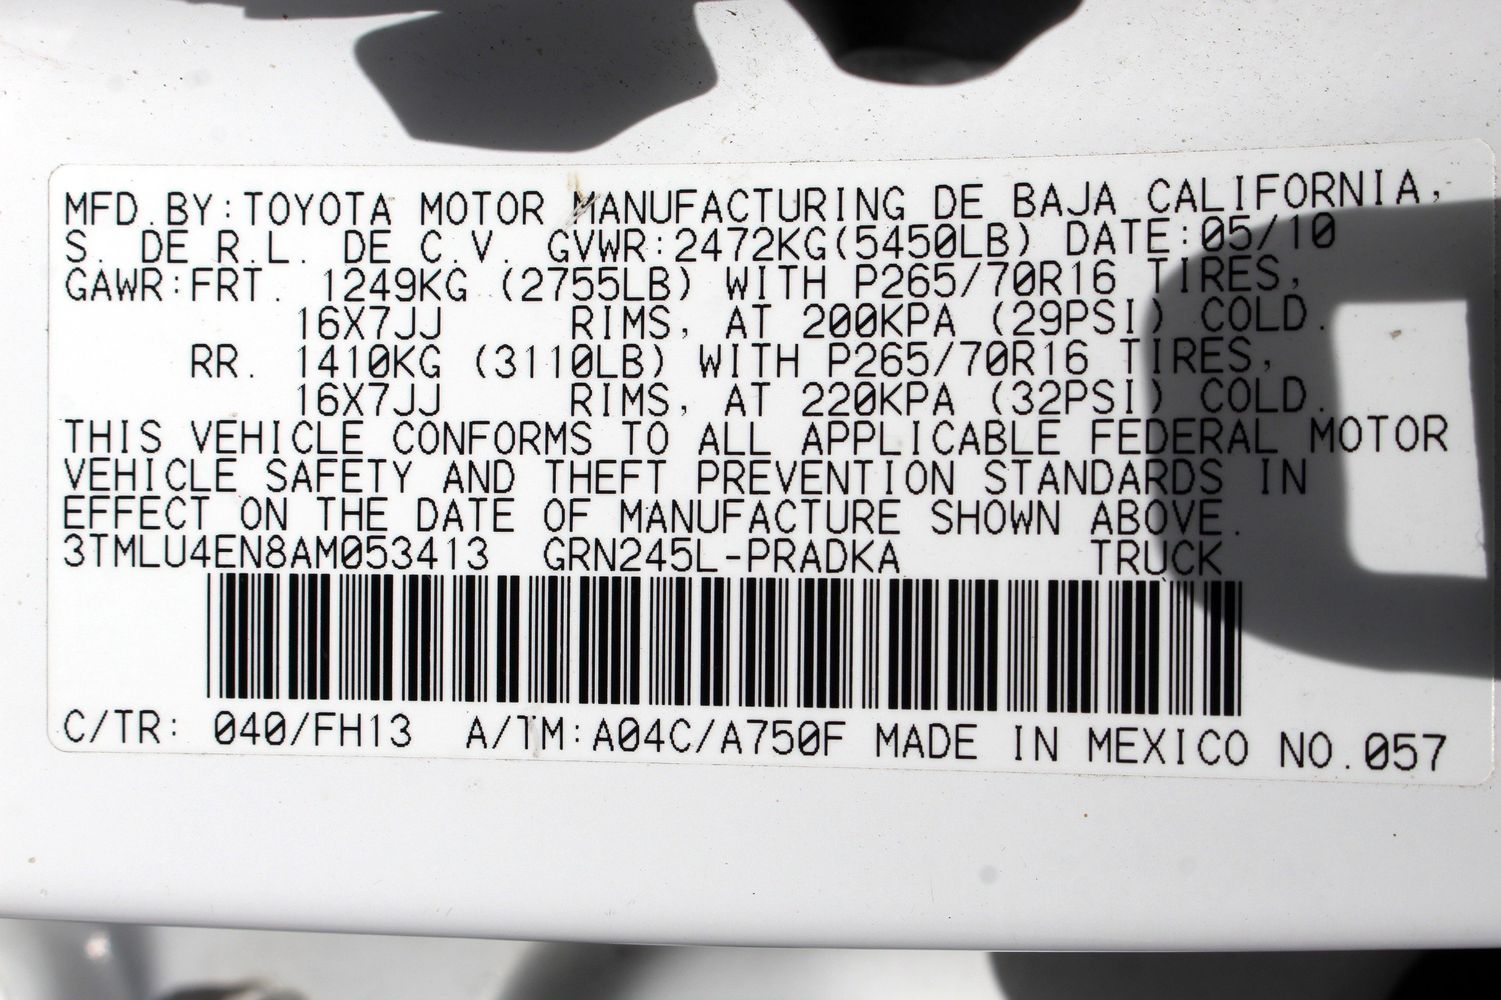 MFD.BY:TOYOTA MOTOR MANUFACTURING DE BAJA CALIFORNIA,
S. DE R.L. DE C.V. GVWR:2472KG(5450LB) DATE:05/10
GAWR:FRT. 1249KG (2755LB) WITH P265/70R16 TIRES,
16X7JJ RIMS, AT 200KPA (29PSI) COLD.
RR. 1410KG (3110LB) WITH P265/70R16 TIRES,
16X7JJ RIMS, AT 220KPA (32PSI) COLD.
THIS VEHICLE CONFORMS TO ALL APPLICABLE FEDERAL MOTOR
VEHICLE SAFETY AND THEFT PREVENTION STANDARDS IN
EFFECT ON THE DATE OF MANUFACTURE SHOWN ABOVE.
3TMLU4EN8AM053413 GRN245L-PRADKA TRUCK
C/TR: 040/FH13 A/TM:A04C/A750F MADE IN MEXICO NO.057